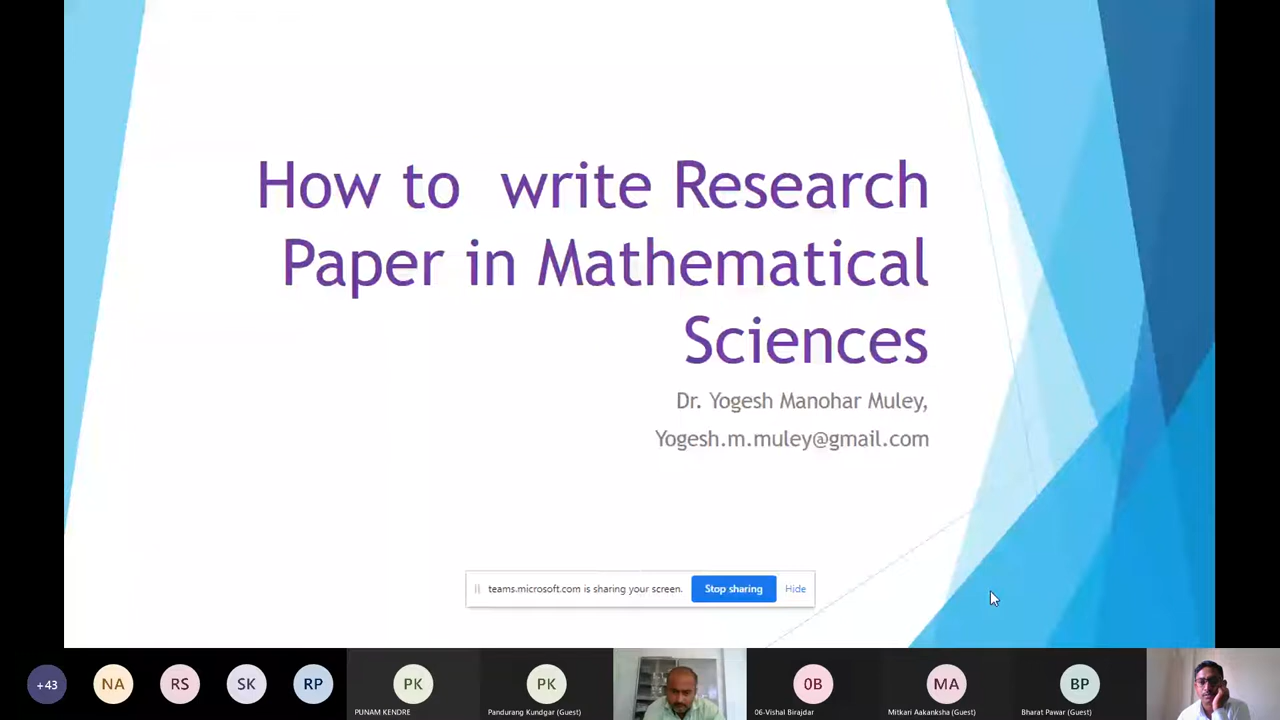 How to write Research
Paper in Mathematical
Sciences
Dr. Yogesh Manohar Muley,
Yogesh.m.muley@gmail.com
teams.microsoft.com is sharing your screen. Stop sharing Hide
+43 NA RS SK RP PK PK 0B MA BP
PUNAM KENDRE Pandurang Kundgar (Guest) 06-Vishal Birajdar Mitkari Aakanksha (Guest) Bharat Pawar (Guest)